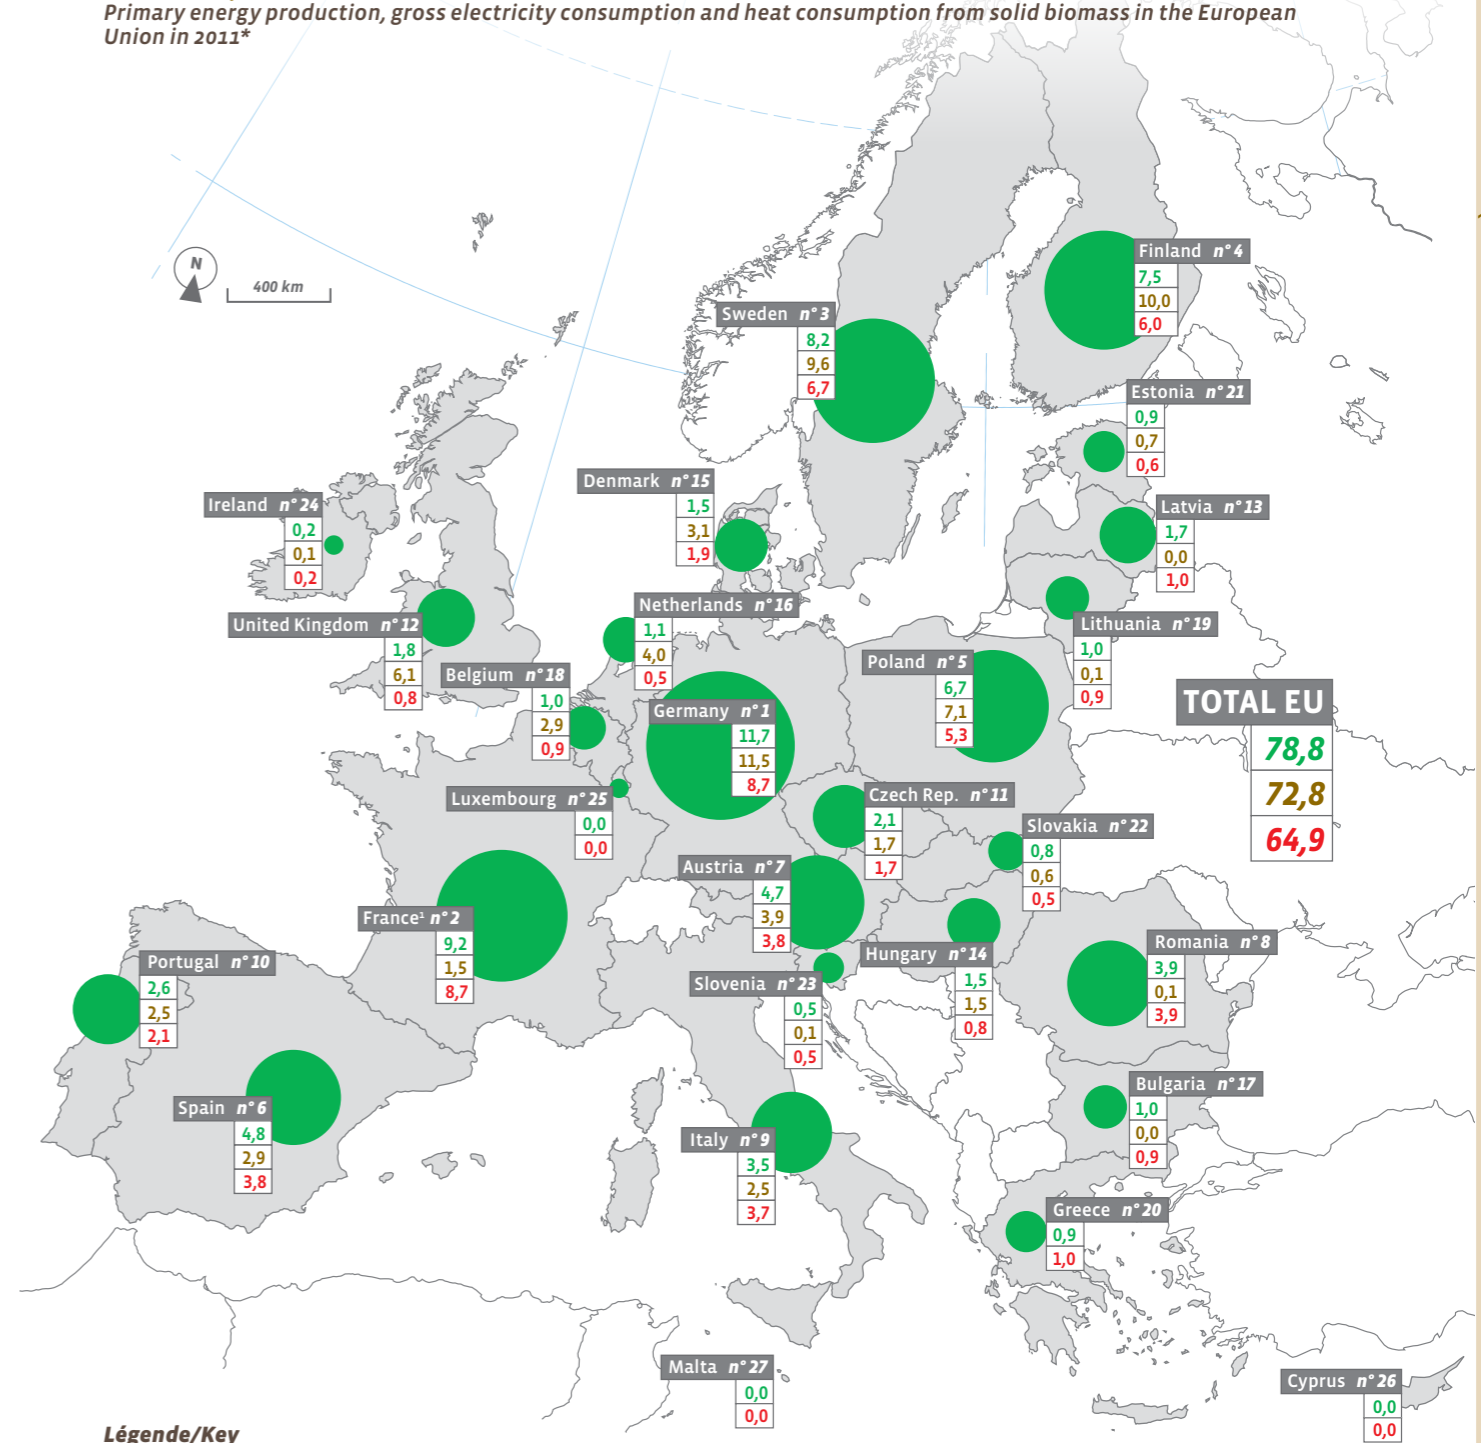 Primary energy production, gross electricity consumption and heat consumption from solid biomass in the European
Union in 2011*
N
400 km
Finland n° 4
7,5
10,0
6,0
Sweden n° 3
8,2
9,6
6,7
Estonia n° 21
0,9
0,7
0,6
Denmark n° 15
1,5
3,1
1,9
Ireland n° 24
0,2
0,1
0,2
Latvia n° 13
1,7
0,0
1,0
Netherlands n° 16
1,1
4,0
0,5
United Kingdom n° 12
1,8
6,1
0,8
Lithuania n° 19
1,0
0,1
0,9
Belgium n° 18
1,0
2,9
0,9
Poland n° 5
6,7
7,1
5,3
TOTAL EU
78,8
72,8
64,9
Germany n° 1
11,7
11,5
8,7
Luxembourg n° 25
0,0
0,0
Czech Rep. n° 11
2,1
1,7
1,7
Slovakia n° 22
0,8
0,6
0,5
Austria n° 7
4,7
3,9
3,8
France¹ n° 2
9,2
1,5
8,7
Hungary n° 14
1,5
1,5
0,8
Romania n° 8
3,9
0,1
3,9
Portugal n° 10
2,6
2,5
2,1
Slovenia n° 23
0,5
0,1
0,5
Bulgaria n° 17
1,0
0,0
0,9
Spain n° 6
4,8
2,9
3,8
Italy n° 9
3,5
2,5
3,7
Greece n° 20
0,9
1,0
Malta n° 27
0,0
0,0
Cyprus n° 26
0,0
0,0
Légende/Key